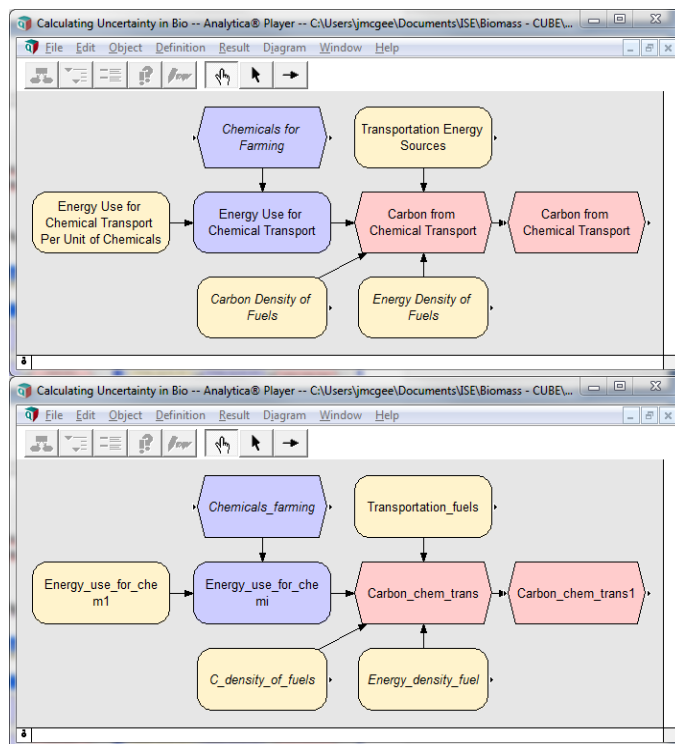 Calculating Uncertainty in Bio -- Analytica® Player -- C:\Users\jmcgee\Documents\ISE\Biomass - CUBE\...
File Edit Object Definition Result Diagram Window Help
Chemicals for
Farming
Transportation Energy
Sources
Energy Use for
Chemical Transport
Per Unit of Chemicals
Energy Use for
Chemical Transport
Carbon from
Chemical Transport
Carbon from
Chemical Transport
Carbon Density of
Fuels
Energy Density of
Fuels
Calculating Uncertainty in Bio -- Analytica® Player -- C:\Users\jmcgee\Documents\ISE\Biomass - CUBE\...
File Edit Object Definition Result Diagram Window Help
Chemicals_farming
Transportation_fuels
Energy_use_for_che
m1
Energy_use_for_che
mi
Carbon_chem_trans
Carbon_chem_trans1
C_density_of_fuels
Energy_density_fuel